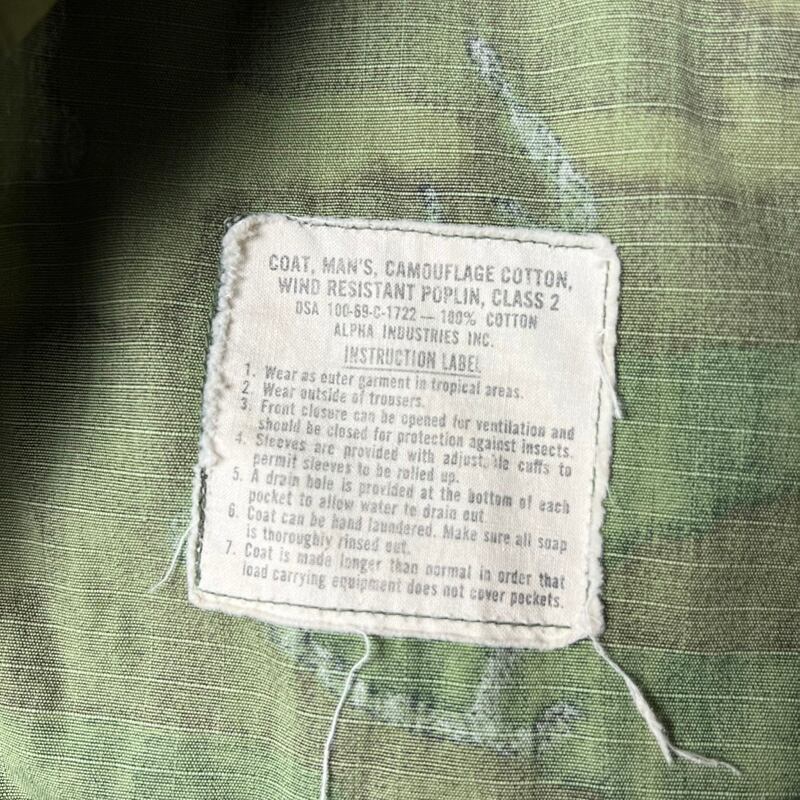 COAT, MAN'S, CAMOUFLAGE COTTON,
WIND RESISTANT POPLIN, CLASS 2
DSA 100-69-C-1722 — 100% COTTON
ALPHA INDUSTRIES INC.
INSTRUCTION LABEL
1. Wear as outer garment in tropical areas.
2. Wear outside of trousers.
3. Front closure can be opened for ventilation and
should be closed for protection against insects.
4. Sleeves are provided with cuffs to
permit sleeves to be rolled up.
5. A drain hole is provided at the bottom of each
pocket to allow water to drain out.
6. Coat can be hand laundered. Make sure all soap
is thoroughly rinsed out.
7. Coat is made longer than normal in order that
load carrying equipment does not cover pockets.